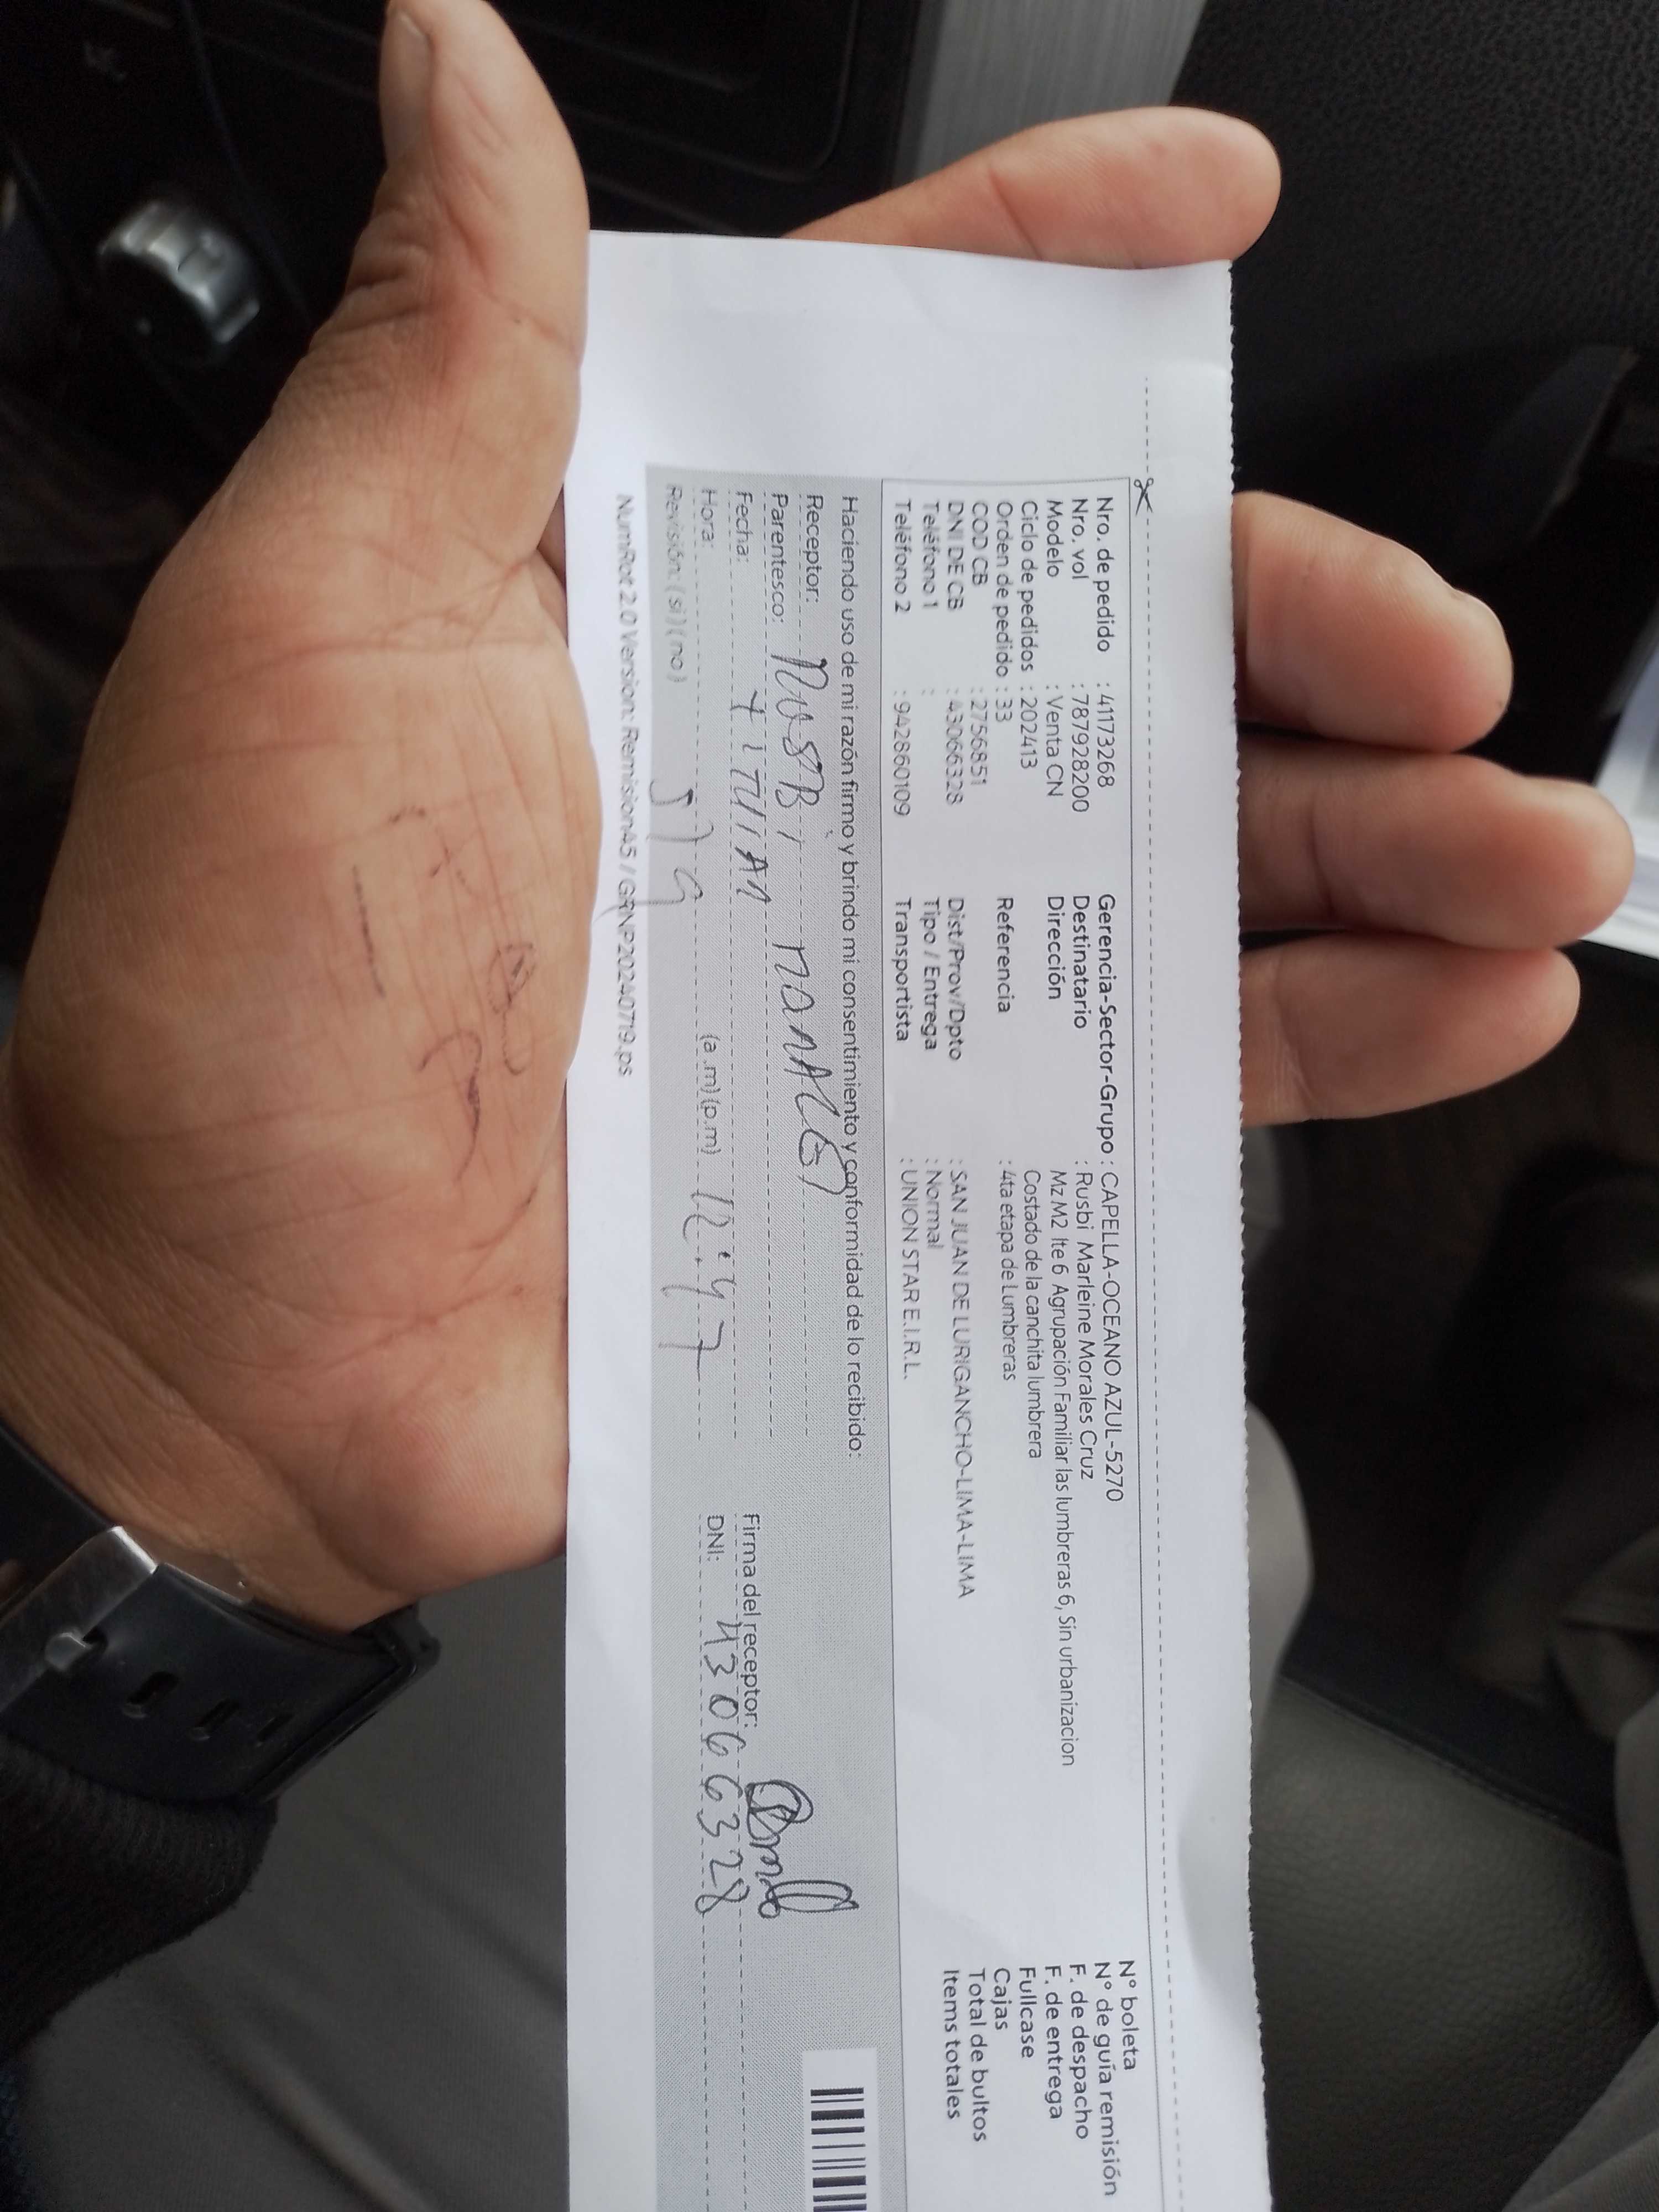 Nro. de pedido : 41173268
Nro. vol : 787928200
Modelo : Venta CN
Ciclo de pedidos : 202413
Orden de pedido : 33
COD CB : 2756851
DNI DE CB : 43066328
Teléfono 1 :
Teléfono 2 : 942860109
Gerencia-Sector-Grupo : CAPELLA-OCEANO AZUL-5270
Destinatario : Rusbi Marleine Morales Cruz
Dirección Mz M2 lte 6 Agrupación Familiar las lumbreras 6, Sin urbanizacion
Costado de la canchita lumbrera
Referencia : 4ta etapa de Lumbreras
Dist/Prov/Dpto : SAN JUAN DE LURIGANCHO-LIMA-LIMA
Tipo / Entrega : Normal
Transportista : UNION STAR E.I.R.L.
N° boleta
N° de guía remisión
F. de despacho
F. de entrega
Fullcase
Cajas
Total de bultos
Items totales
Haciendo uso de mi razón firmo y brindo mi consentimiento y conformidad de lo recibido:
Receptor: RUSBI MORALES
Parentesco:
Fecha: TITULAR
Hora: (a.m) (p.m) 12:47
Revisión: (si) (no)
Firma del receptor:
DNI: 43066328
NumRot 2.0 Version: RemisionA5 / GRNP20240719.ps